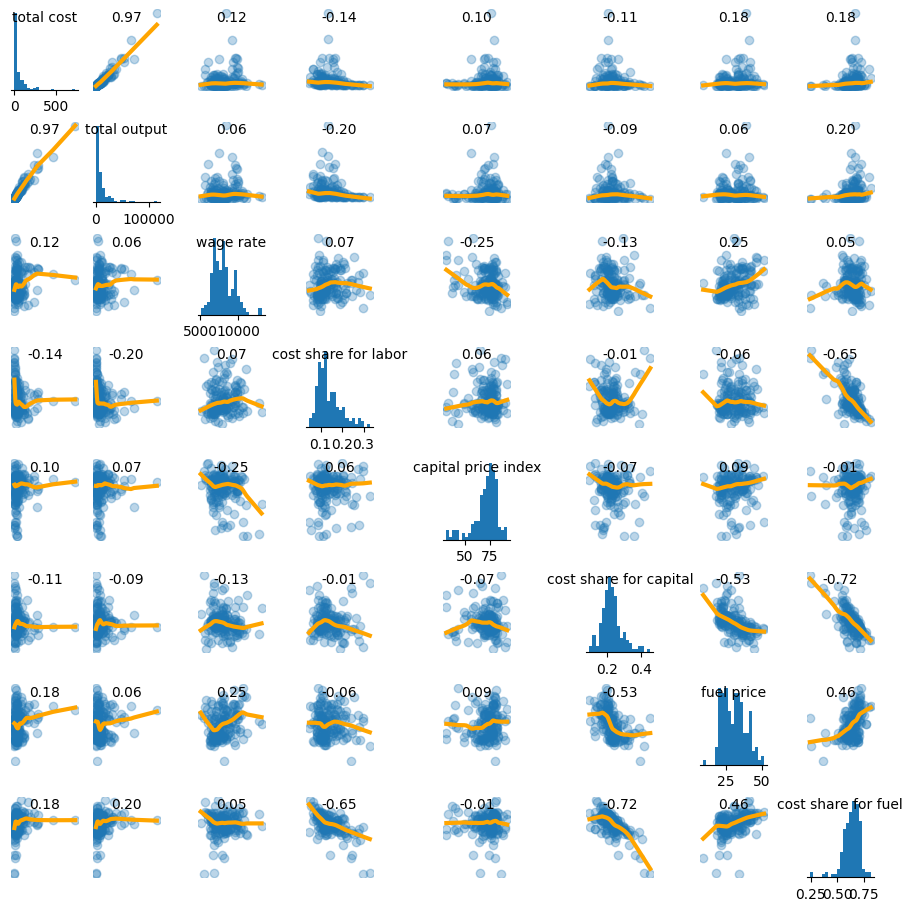 total cost 0.97 0.12 -0.14 0.10 -0.11 0.18 0.18
0 500
0.97 total output 0.06 -0.20 0.07 -0.09 0.06 0.20
0 100000
0.12 0.06 wage rate 0.07 -0.25 -0.13 0.25 0.05
5000 10000
-0.14 -0.20 0.07 cost share for labor 0.06 -0.01 -0.06 -0.65
0.1 0.2 0.3
0.10 0.07 -0.25 0.06 capital price index -0.07 0.09 -0.01
50 75
-0.11 -0.09 -0.13 -0.01 -0.07 cost share for capital -0.53 -0.72
0.2 0.4
0.18 0.06 0.25 -0.06 0.09 -0.53 fuel price 0.46
25 50
0.18 0.20 0.05 -0.65 -0.01 -0.72 0.46 cost share for fuel
0.25 0.50 0.75